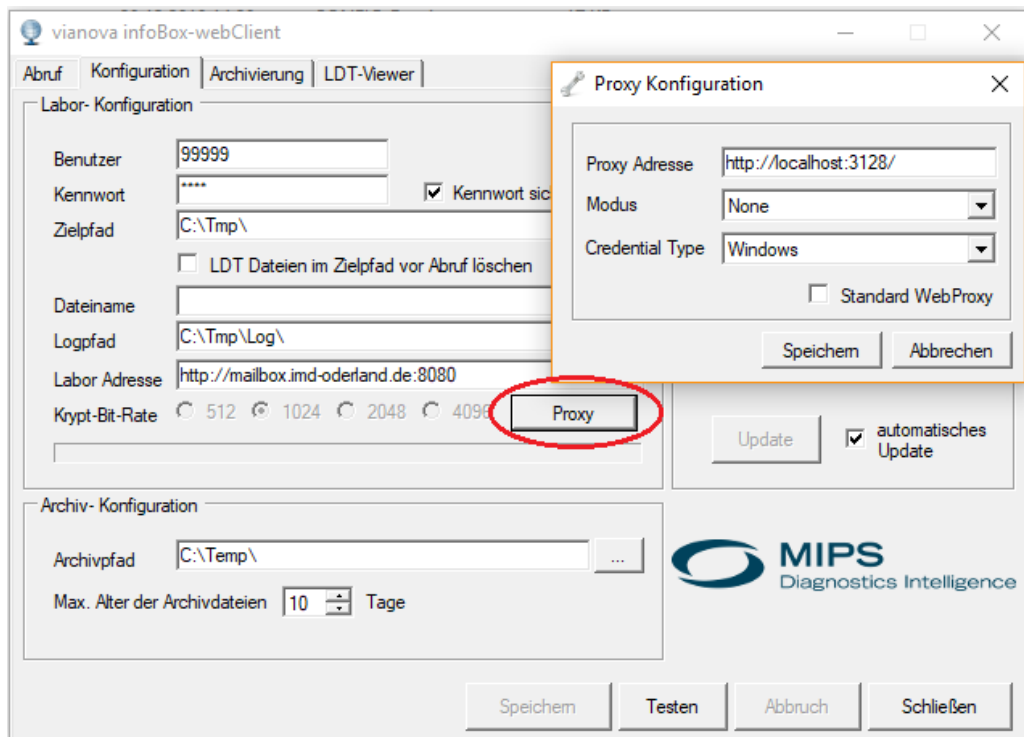 vianova infoBox-webClient
Abruf Konfiguration Archivierung LDT-Viewer
Labor- Konfiguration
Benutzer 99999
Kennwort **** Kennwort sic
Zielpfad C:\Tmp\
LDT Dateien im Zielpfad vor Abruf löschen
Dateiname
Logpfad C:\Tmp\Log\
Labor Adresse http://mailbox.imd-oderland.de:8080
Krypt-Bit-Rate 512 1024 2048 4096 Proxy
Proxy Konfiguration
Proxy Adresse http://localhost:3128/
Modus None
Credential Type Windows
Standard WebProxy
Speichern Abbrechen
Update automatisches
Update
Archiv- Konfiguration
Archivpfad C:\Temp\ ...
Max. Alter der Archivdateien 10 Tage
MIPS
Diagnostics Intelligence
Speichern Testen Abbruch Schließen